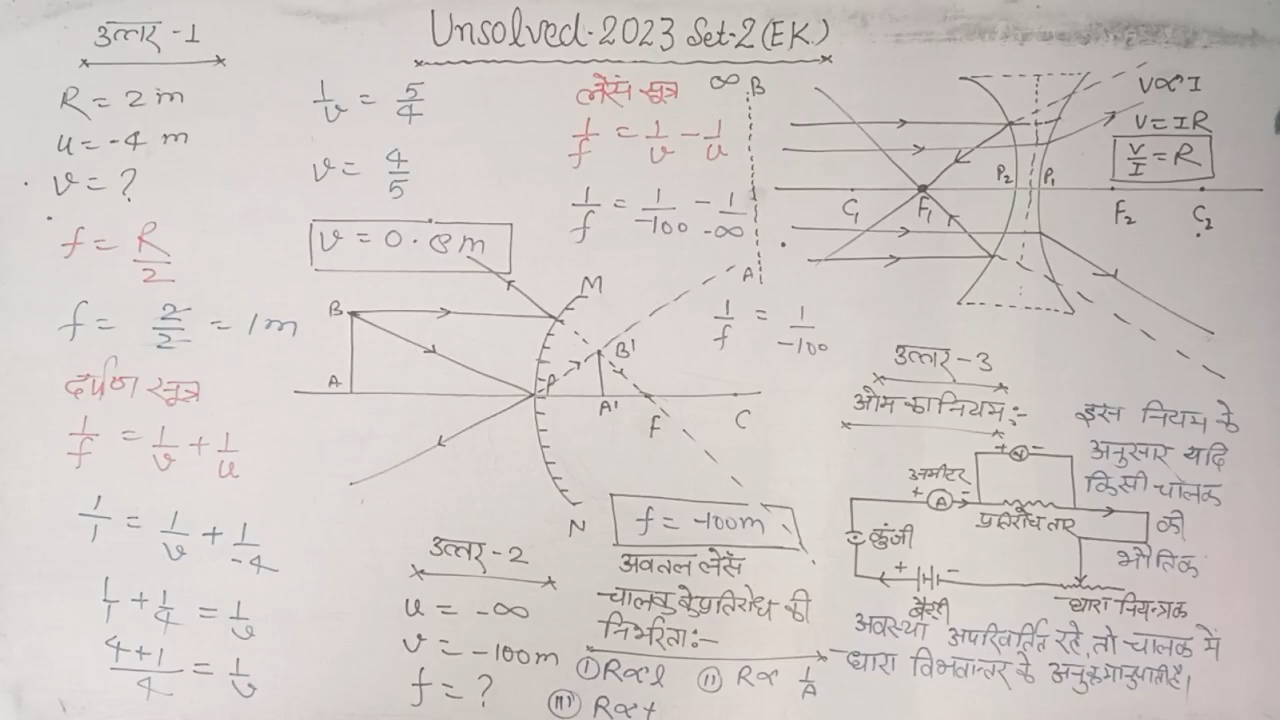 Unsolved-2023 Set-2 (EK.)
उत्तर-1
R = 2 m
u = -4 m
v = ?
f = R/2
f = 2/2 = 1m
दर्पण सूत्र
1/f = 1/v + 1/u
1/1 = 1/v + 1/-4
1/1 + 1/4 = 1/v
4+1/4 = 1/v
1/v = 5/4
v = 4/5
v = 0.8m
B
A
M
P
B'
A'
F
C
N
उत्तर-2
u = -∞
v = -100m
f = ?
लेंस सूत्र
1/f = 1/v - 1/u
1/f = 1/-100 - 1/-∞
1/f = 1/-100
f = -100m
अवतल लेंस
∞ B
A
C₁
F₁
P₂
P₁
F₂
C₂
चालक के प्रतिरोध की
निर्भरता:-
(i) R∝l (ii) R∝ 1/A
(iii) R∝t
V∝I
V=IR
V/I = R
उत्तर-3
ओम का नियम:-
इस नियम के
अनुसार यदि
किसी चालक
की
भौतिक
अवस्था अपरिवर्तित रहे, तो चालक में
धारा विभवान्तर के अनुक्रमानुपाती है।
+ V -
अमीटर
+ A -
प्रतिरोध तार
कुंजी
+ -
बैटरी
धारा नियन्त्रक